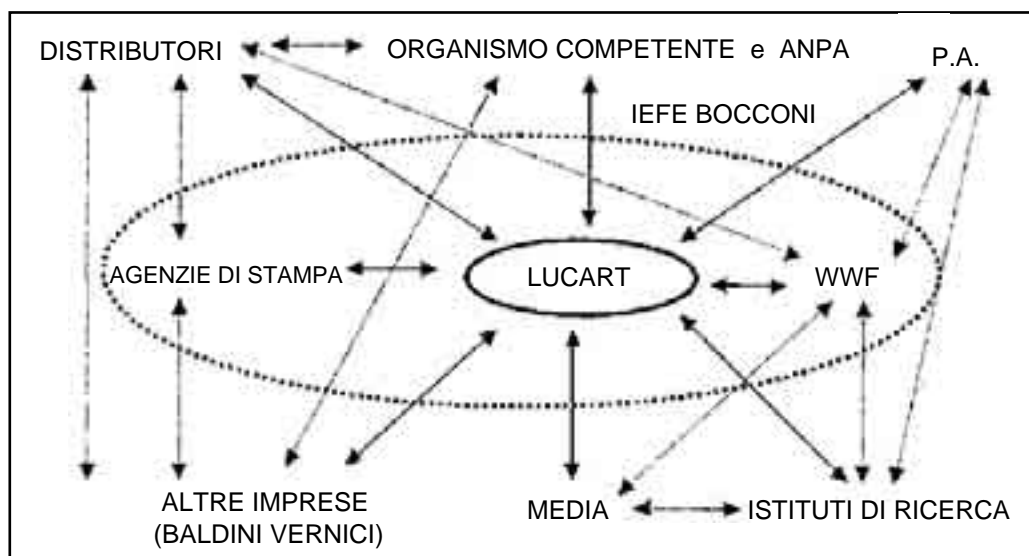 DISTRIBUTORI
ORGANISMO COMPETENTE e ANPA
P.A.
IEFE BOCCONI
AGENZIE DI STAMPA
LUCART
WWF
ALTRE IMPRESE
(BALDINI VERNICI)
MEDIA
ISTITUTI DI RICERCA